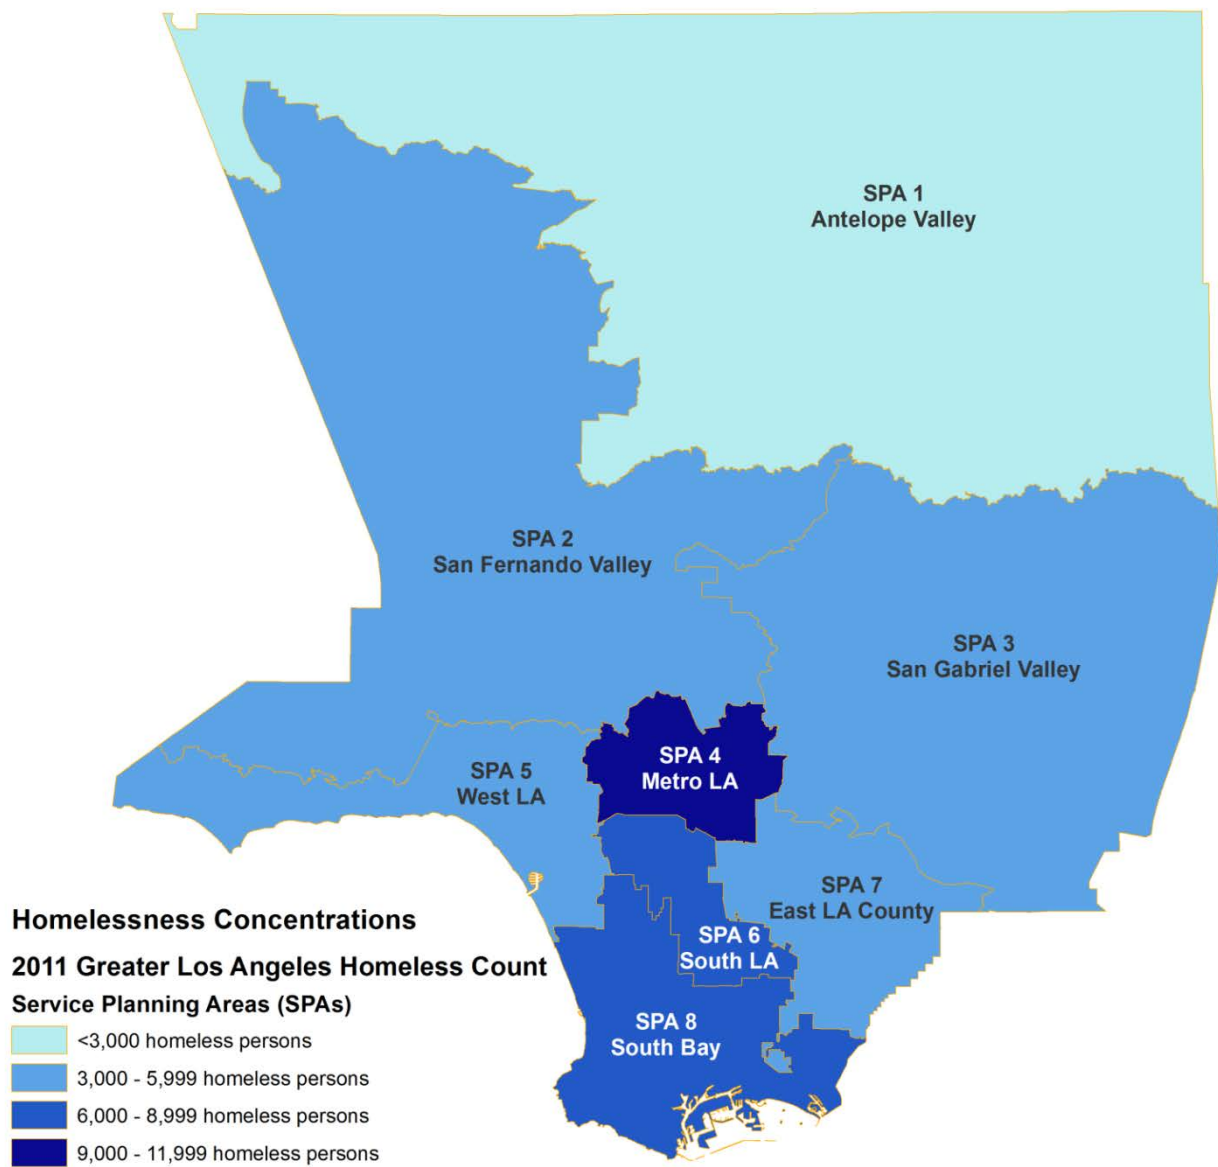 SPA 1
Antelope Valley
SPA 2
San Fernando Valley
SPA 3
San Gabriel Valley
SPA 4
Metro LA
SPA 5
West LA
SPA 7
East LA County
SPA 6
South LA
SPA 8
South Bay
Homelessness Concentrations
2011 Greater Los Angeles Homeless Count
Service Planning Areas (SPAs)
<3,000 homeless persons
3,000 - 5,999 homeless persons
6,000 - 8,999 homeless persons
9,000 - 11,999 homeless persons